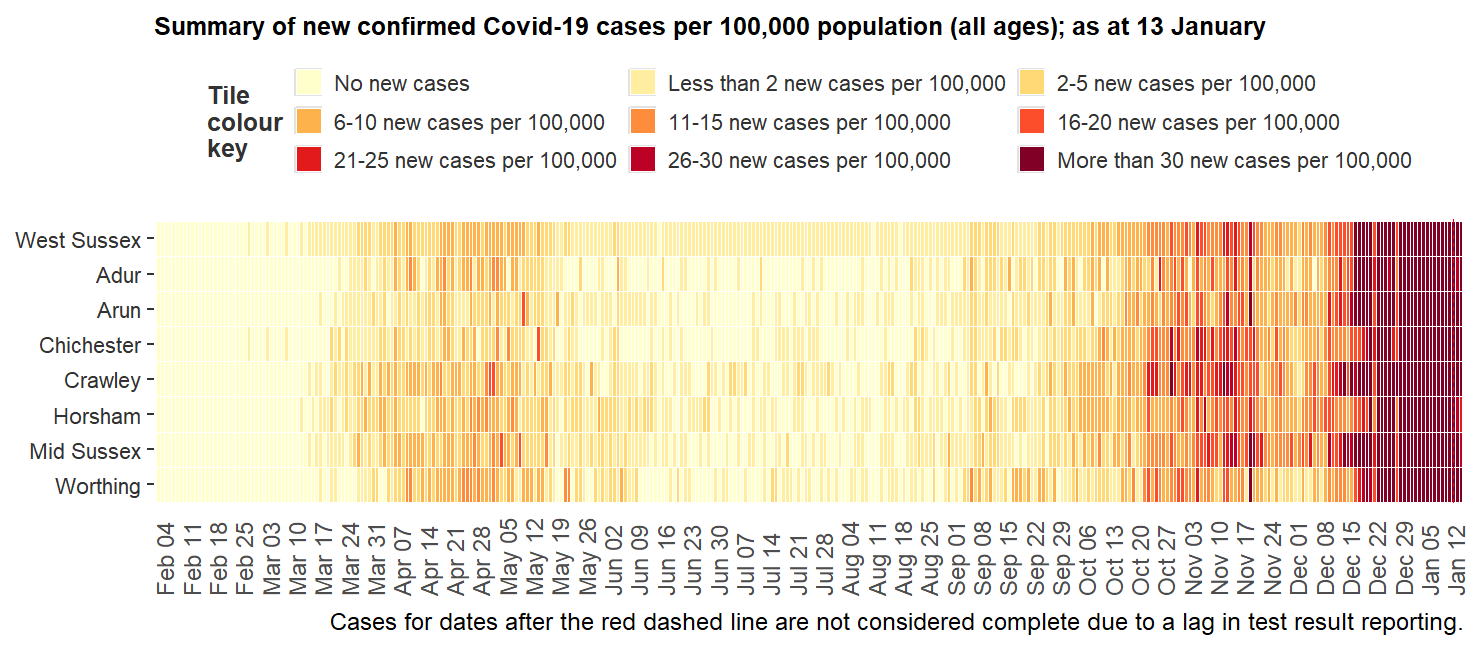 Summary of new confirmed Covid-19 cases per 100,000 population (all ages); as at 13 January
Tile colour key
No new cases
Less than 2 new cases per 100,000
2-5 new cases per 100,000
6-10 new cases per 100,000
11-15 new cases per 100,000
16-20 new cases per 100,000
21-25 new cases per 100,000
26-30 new cases per 100,000
More than 30 new cases per 100,000
West Sussex
Adur
Arun
Chichester
Crawley
Horsham
Mid Sussex
Worthing
Feb 04
Feb 11
Feb 18
Feb 25
Mar 03
Mar 10
Mar 17
Mar 24
Mar 31
Apr 07
Apr 14
Apr 21
Apr 28
May 05
May 12
May 19
May 26
Jun 02
Jun 09
Jun 16
Jun 23
Jun 30
Jul 07
Jul 14
Jul 21
Jul 28
Aug 04
Aug 11
Aug 18
Aug 25
Sep 01
Sep 08
Sep 15
Sep 22
Sep 29
Oct 06
Oct 13
Oct 20
Oct 27
Nov 03
Nov 10
Nov 17
Nov 24
Dec 01
Dec 08
Dec 15
Dec 22
Dec 29
Jan 05
Jan 12
Cases for dates after the red dashed line are not considered complete due to a lag in test result reporting.